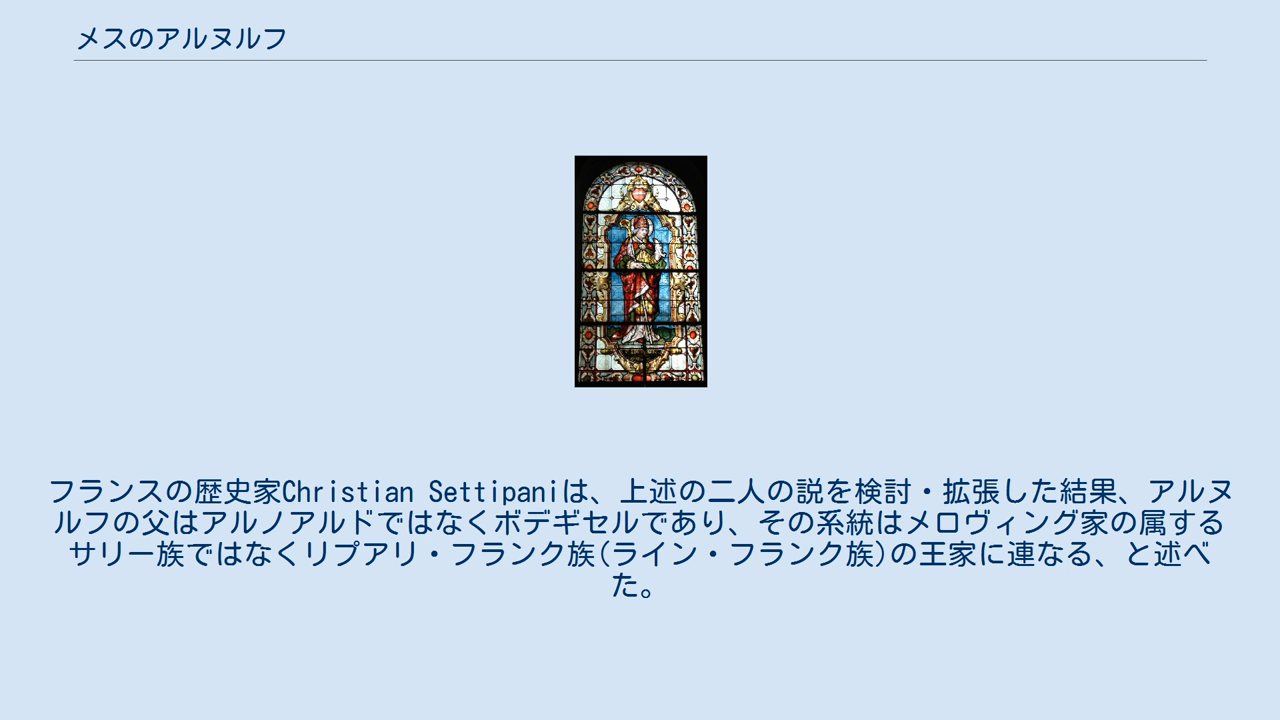 メスのアルヌルフ
フランスの歴史家Christian Settipaniは、上述の二人の説を検討・拡張した結果、アルヌ
ルフの父はアルノアルドではなくボデギセルであり、その系統はメロヴィング家の属する
サリー族ではなくリプアリ・フランク族(ライン・フランク族)の王家に連なる、と述べ
た。